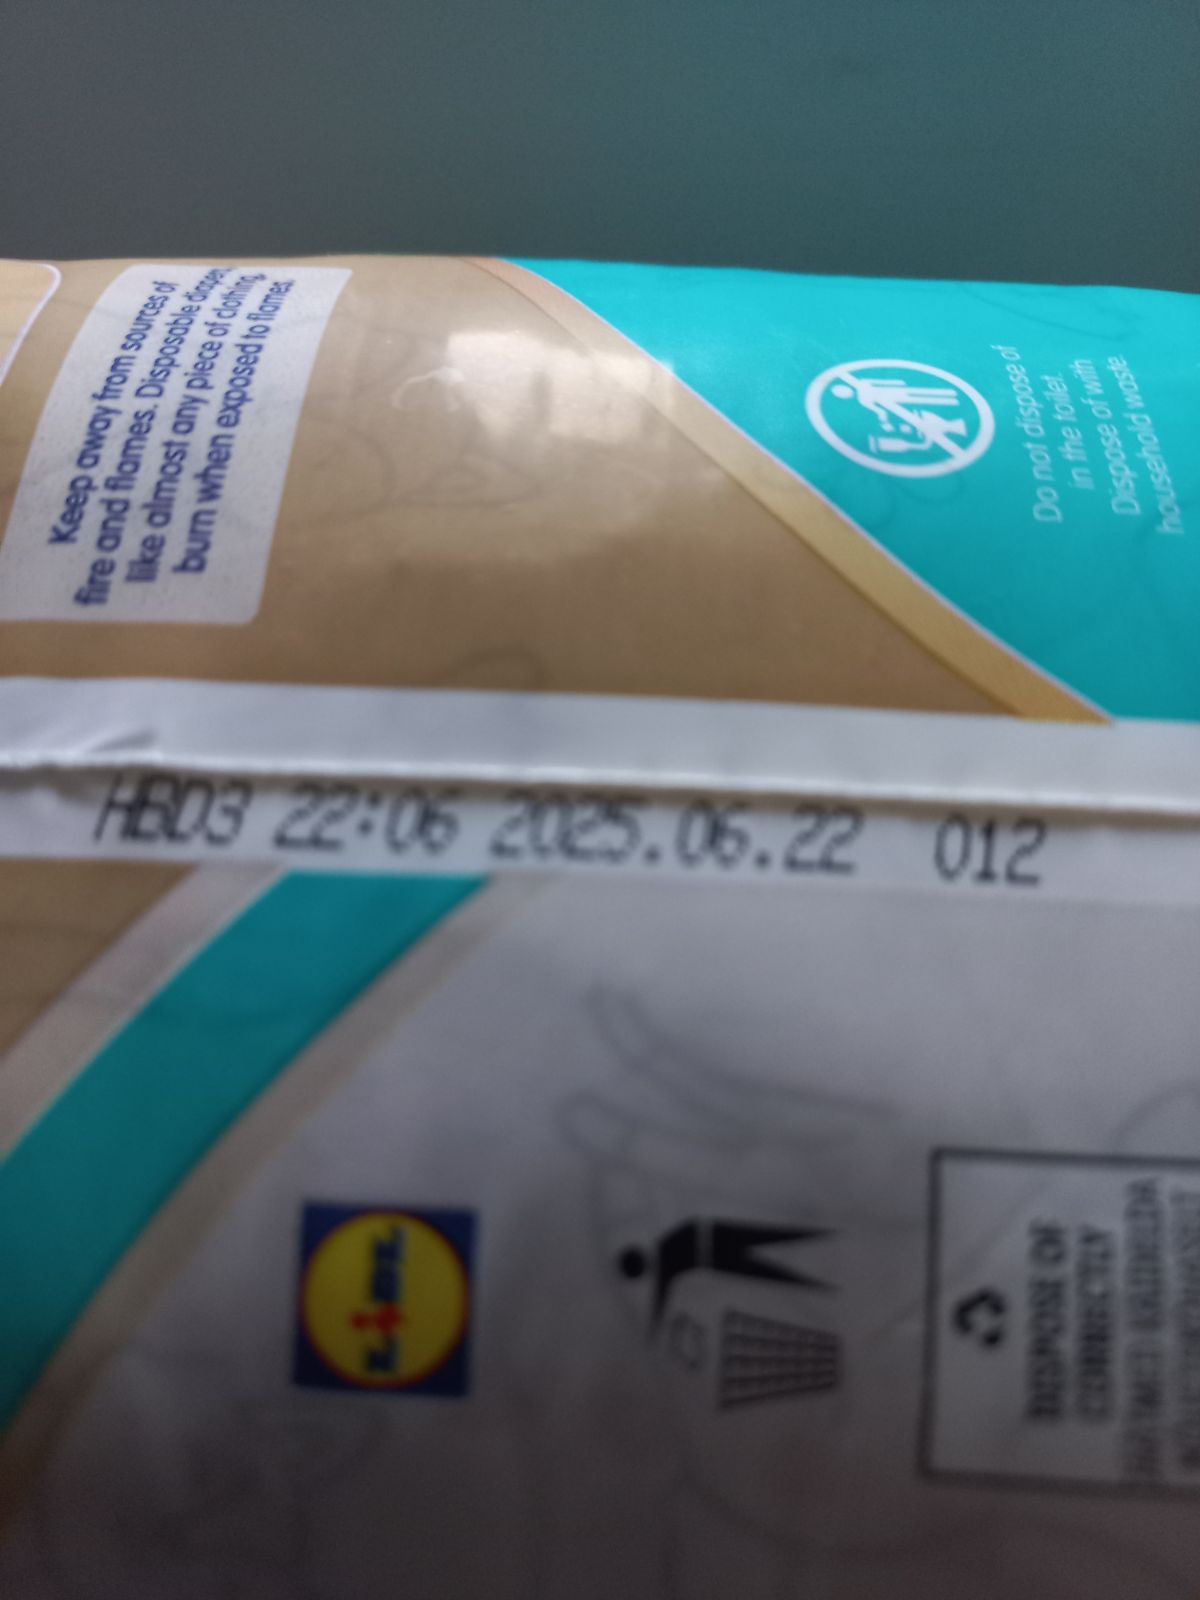 Keep away from sources of
fire and flames. Disposable diapers,
like almost any piece of clothing,
burn when exposed to flames
Do not dispose of
in the toilet.
Dispose of with
household waste.
HBD3 22:06 2025.06.22 012
LiDL
DISPOSE OF
CORRECTLY